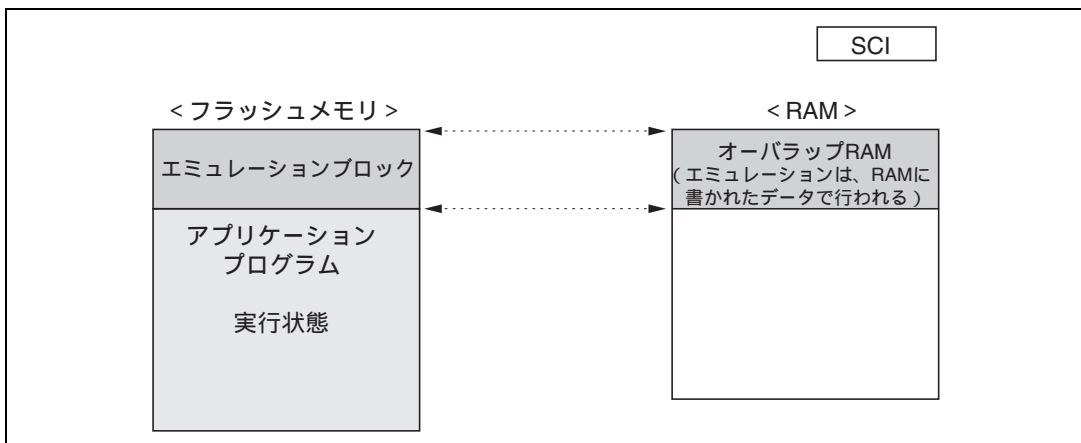 SCI
<フラッシュメモリ>
エミュレーションブロック
アプリケーション
プログラム
実行状態
<RAM>
オーバラップRAM
(エミュレーションは、RAMに
書かれたデータで行われる)